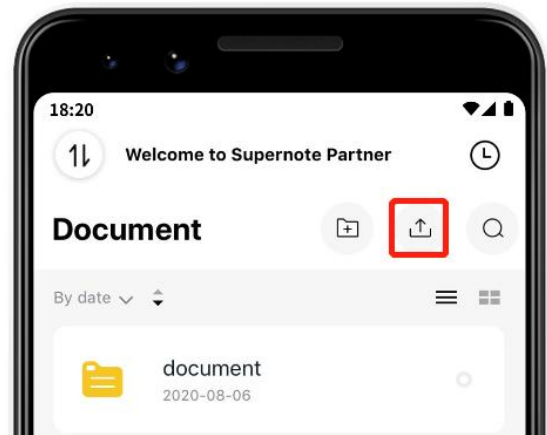 18:20
Welcome to Supernote Partner
Document
By date
document
2020-08-06